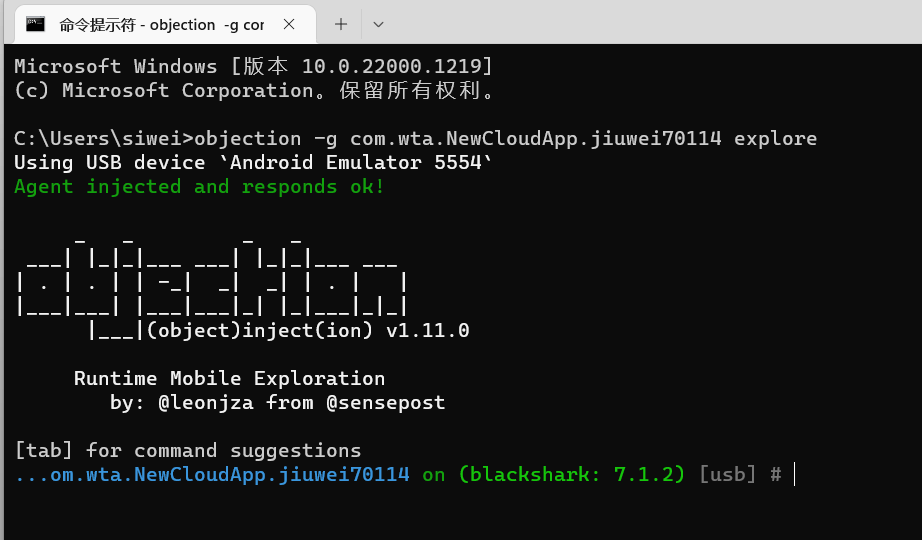 命令提示符 - objection  -g cor
Microsoft Windows [版本 10.0.22000.1219]
(c) Microsoft Corporation。保留所有权利。
C:\Users\siwei>objection -g com.wta.NewCloudApp.jiuwei70114 explore
Using USB device `Android Emulator 5554`
Agent injected and responds ok!
     _   _         _   _
 ___| |_|_|___ ___| |_|_|___ ___
| . | . | | -_|  _|  _| | . |   |
|___|___| |___|___|_| |_|___|_|_|
      |___|(object)inject(ion) v1.11.0
Runtime Mobile Exploration
by: @leonjza from @sensepost
[tab] for command suggestions
...om.wta.NewCloudApp.jiuwei70114 on (blackshark: 7.1.2) [usb] #